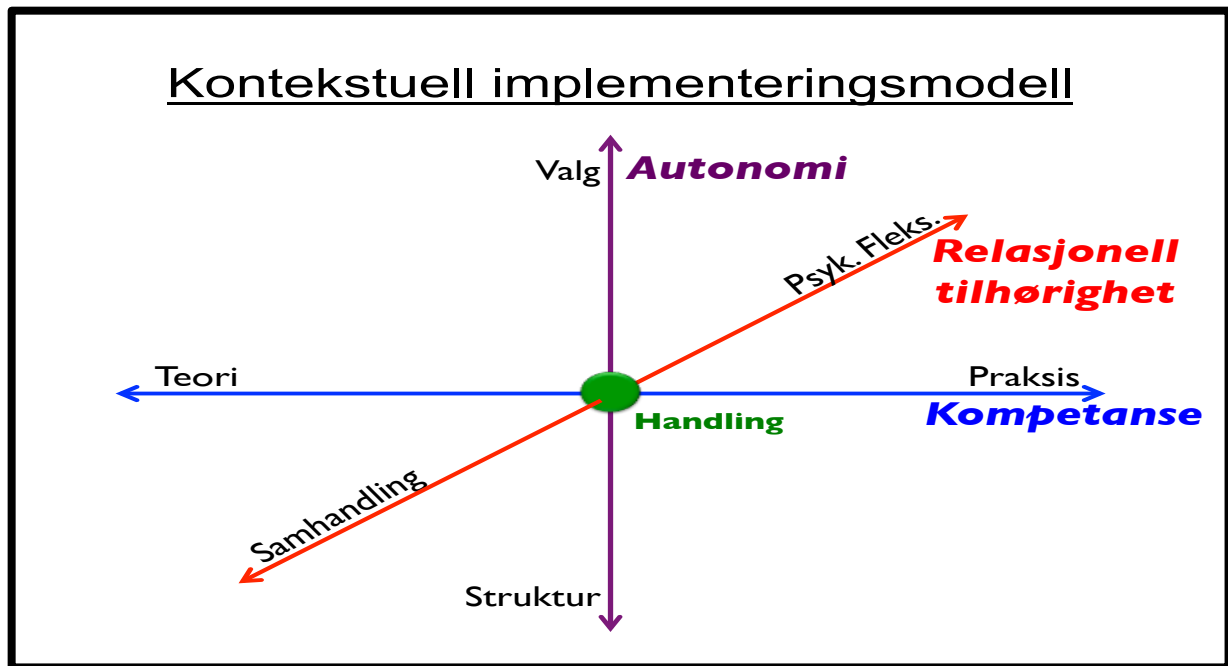 Kontekstuell implementeringsmodell
Valg
Autonomi
Psyk. Fleks.
Relasjonell
tilhørighet
Teori
Praksis
Kompetanse
Handling
Samhandling
Struktur